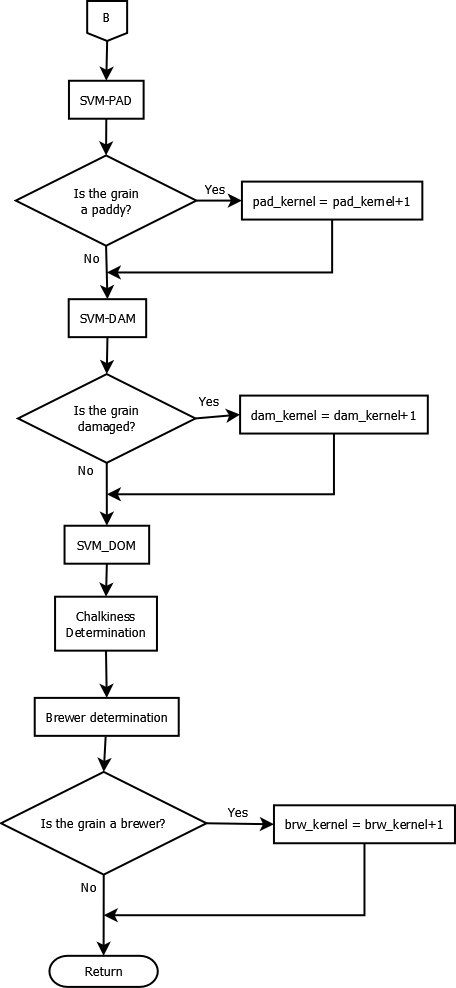 B
SVM-PAD
Is the grain
a paddy?
Yes
pad_kernel = pad_kernel+1
No
SVM-DAM
Is the grain
damaged?
Yes
dam_kernel = dam_kernel+1
No
SVM_DOM
Chalkiness
Determination
Brewer determination
Is the grain a brewer?
Yes
brw_kernel = brw_kernel+1
No
Return